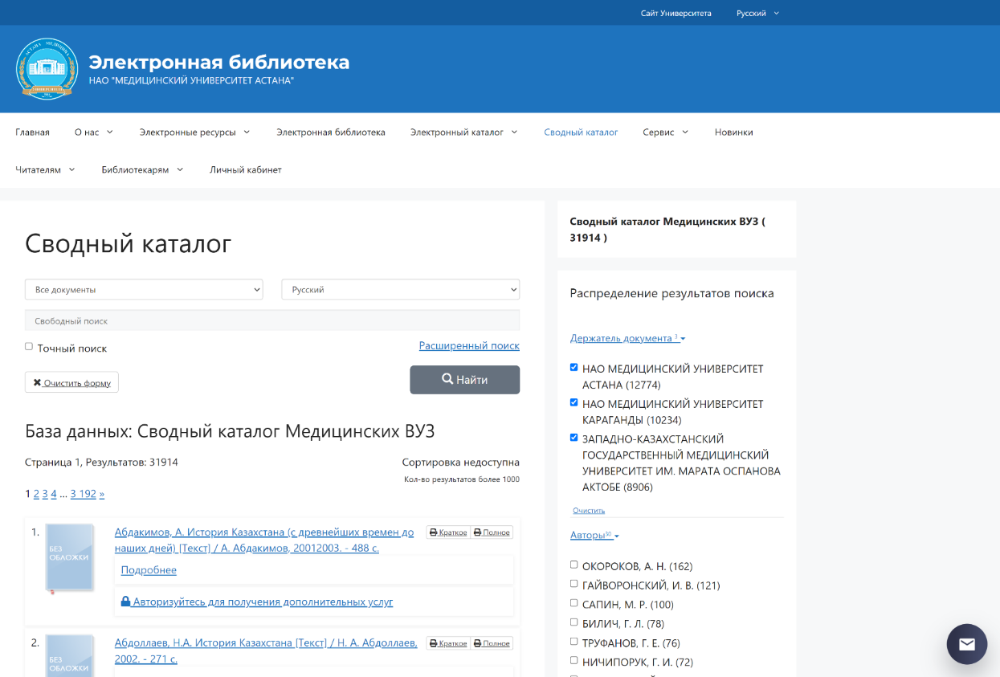 Сайт Университета
Русский
АСТАНА МЕДИЦИНА
УНИВЕРСИТЕТІ
Электронная библиотека
НАО "МЕДИЦИНСКИЙ УНИВЕРСИТЕТ АСТАНА"
Главная
О нас
Электронные ресурсы
Электронная библиотека
Электронный каталог
Сводный каталог
Сервис
Новинки
Читателям
Библиотекарям
Личный кабинет
Сводный каталог
Все документы
Русский
Свободный поиск
Точный поиск
Расширенный поиск
Очистить форму
Найти
База данных: Сводный каталог Медицинских ВУЗ
Страница 1, Результатов: 31914
Сортировка недоступна
Кол-во результатов более 1000
1 2 3 4 ... 3 192 »
1.
БЕЗ
ОБЛОЖКИ
Абдакимов, А. История Казахстана (с древнейших времен до
наших дней) [Текст] / А. Абдакимов, 20012003. - 488 с.
Краткое
Полное
Подробнее
Авторизуйтесь для получения дополнительных услуг
2.
БЕЗ
ОБЛОЖКИ
Абдоллаев, Н.А. История Казахстана [Текст] / Н. А. Абдоллаев,
2002. - 271 с.
Краткое
Полное
Сводный каталог Медицинских ВУЗ (
31914 )
Распределение результатов поиска
Держатель документа 3
НАО МЕДИЦИНСКИЙ УНИВЕРСИТЕТ
АСТАНА (12774)
НАО МЕДИЦИНСКИЙ УНИВЕРСИТЕТ
КАРАГАНДЫ (10234)
ЗАПАДНО-КАЗАХСТАНСКИЙ
ГОСУДАРСТВЕННЫЙ МЕДИЦИНСКИЙ
УНИВЕРСИТЕТ ИМ. МАРАТА ОСПАНОВА
АКТОБЕ (8906)
Очистить
Авторы30
ОКОРОКОВ, А. Н. (162)
ГАЙВОРОНСКИЙ, И. В. (121)
САПИН, М. Р. (100)
БИЛИЧ, Г. Л. (78)
ТРУФАНОВ, Г. Е. (76)
НИЧИПОРУК, Г. И. (72)